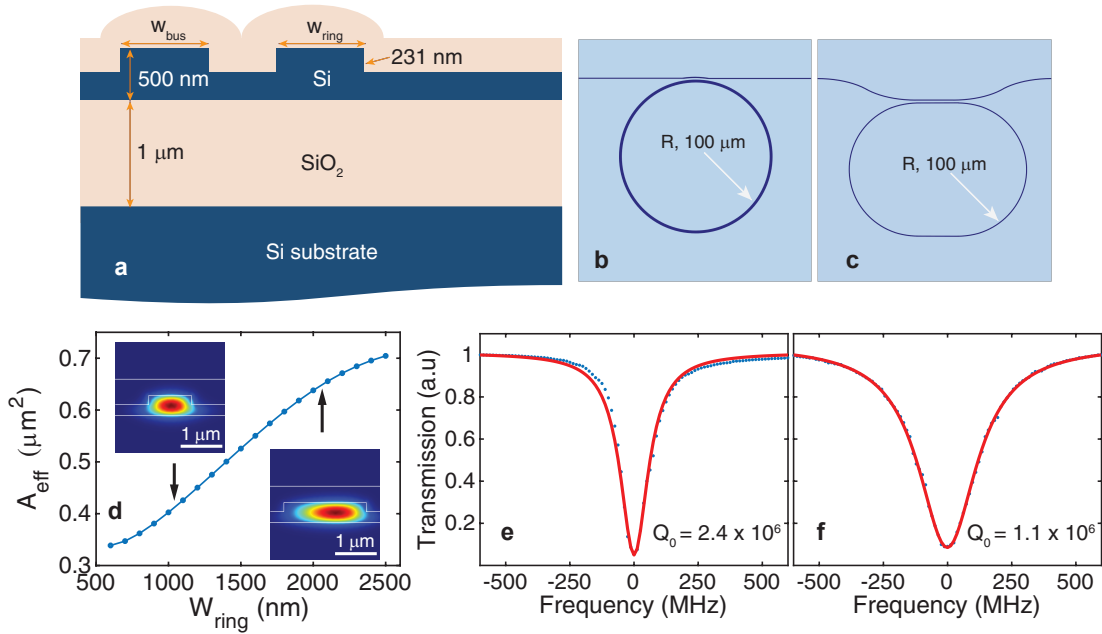 W_bus
W_ring
231 nm
500 nm
Si
1 μm
SiO₂
Si substrate
a
R, 100 μm
b
R, 100 μm
c
A_eff (μm²)
0.7
0.6
0.5
0.4
0.3
1 μm
1 μm
d
500
1000
1500
2000
2500
W_ring (nm)
Transmission (a.u)
1
0.8
0.6
0.4
0.2
e
Q₀ = 2.4 x 10⁶
-500
-250
0
250
500
Frequency (MHz)
f
Q₀ = 1.1 x 10⁶
-500
-250
0
250
500
Frequency (MHz)